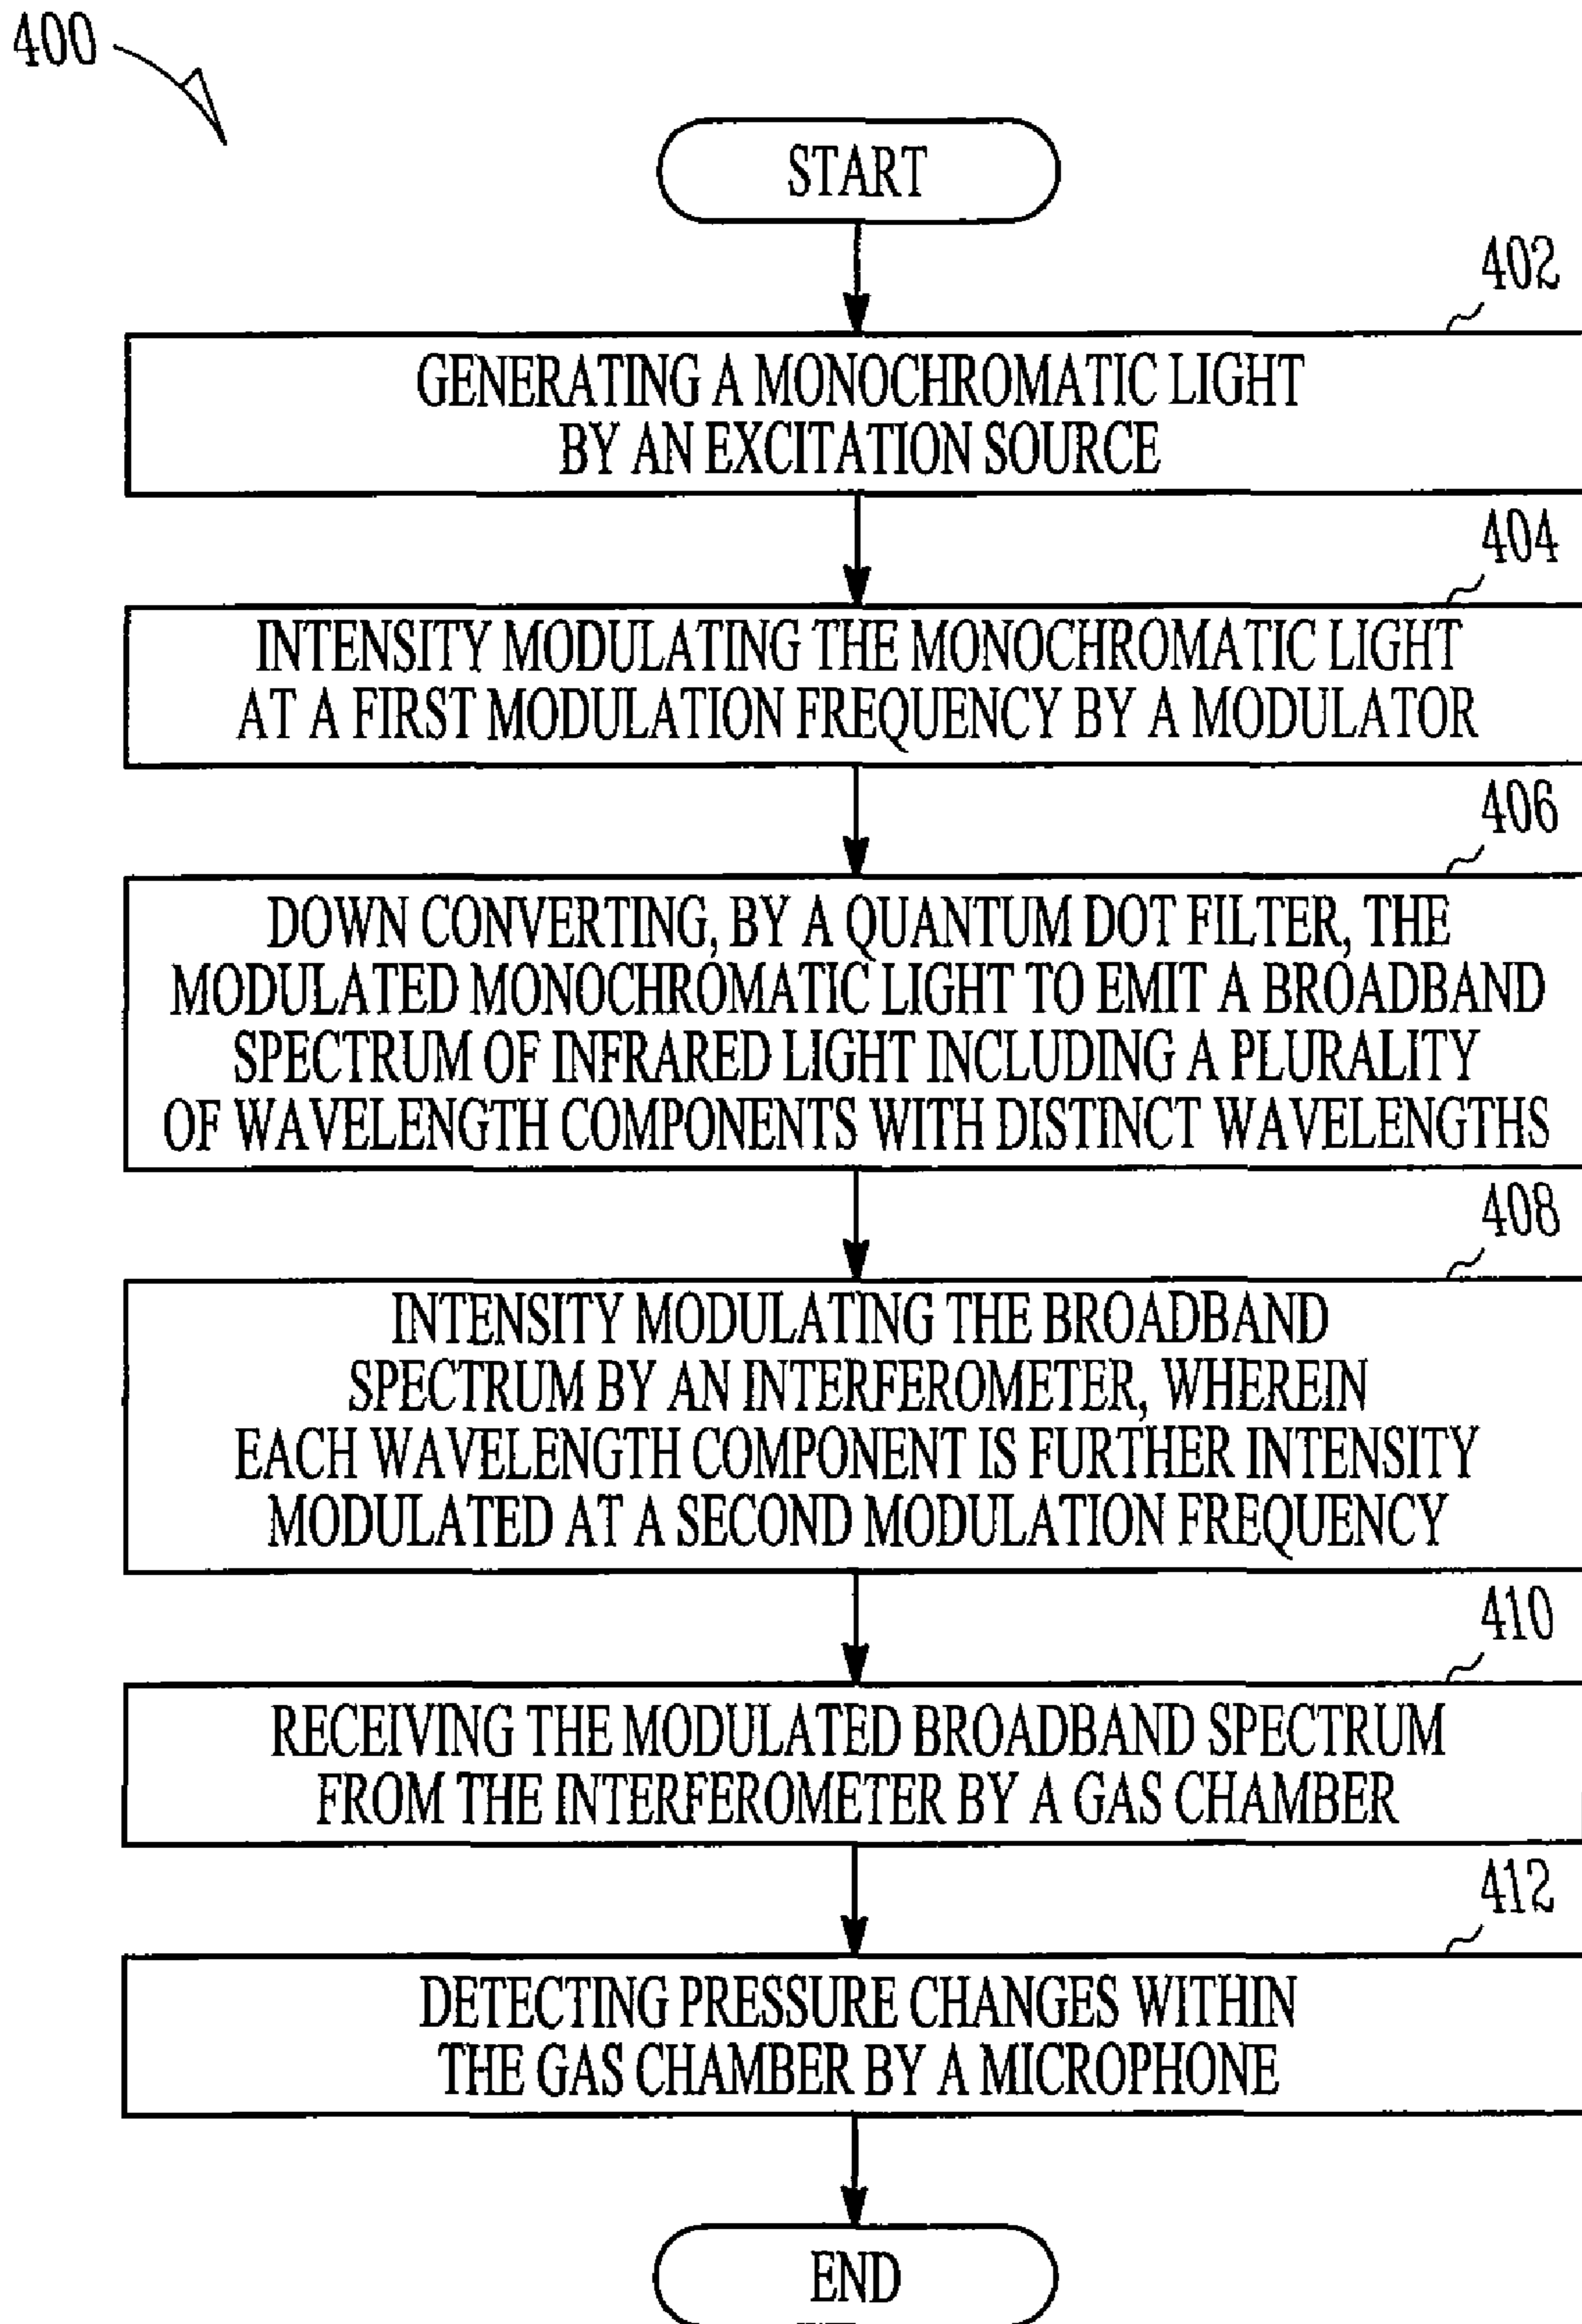 400
START
402
GENERATING A MONOCHROMATIC LIGHT
BY AN EXCITATION SOURCE
404
INTENSITY MODULATING THE MONOCHROMATIC LIGHT
AT A FIRST MODULATION FREQUENCY BY A MODULATOR
406
DOWN CONVERTING, BY A QUANTUM DOT FILTER, THE
MODULATED MONOCHROMATIC LIGHT TO EMIT A BROADBAND
SPECTRUM OF INFRARED LIGHT INCLUDING A PLURALITY
OF WAVELENGTH COMPONENTS WITH DISTINCT WAVELENGTHS
408
INTENSITY MODULATING THE BROADBAND
SPECTRUM BY AN INTERFEROMETER, WHEREIN
EACH WAVELENGTH COMPONENT IS FURTHER INTENSITY
MODULATED AT A SECOND MODULATION FREQUENCY
410
RECEIVING THE MODULATED BROADBAND SPECTRUM
FROM THE INTERFEROMETER BY A GAS CHAMBER
412
DETECTING PRESSURE CHANGES WITHIN
THE GAS CHAMBER BY A MICROPHONE
END